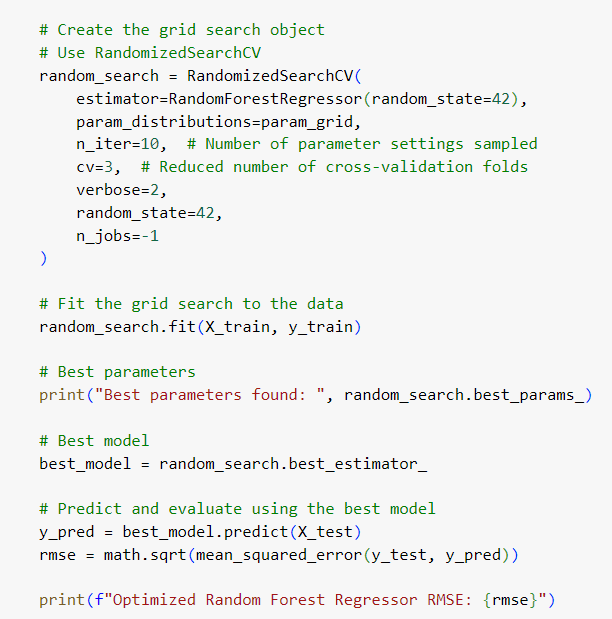 # Create the grid search object
# Use RandomizedSearchCV
random_search = RandomizedSearchCV(
    estimator=RandomForestRegressor(random_state=42),
    param_distributions=param_grid,
    n_iter=10,  # Number of parameter settings sampled
    cv=3,  # Reduced number of cross-validation folds
    verbose=2,
    random_state=42,
    n_jobs=-1
)

# Fit the grid search to the data
random_search.fit(X_train, y_train)

# Best parameters
print("Best parameters found: ", random_search.best_params_)

# Best model
best_model = random_search.best_estimator_

# Predict and evaluate using the best model
y_pred = best_model.predict(X_test)
rmse = math.sqrt(mean_squared_error(y_test, y_pred))

print(f"Optimized Random Forest Regressor RMSE: {rmse}")